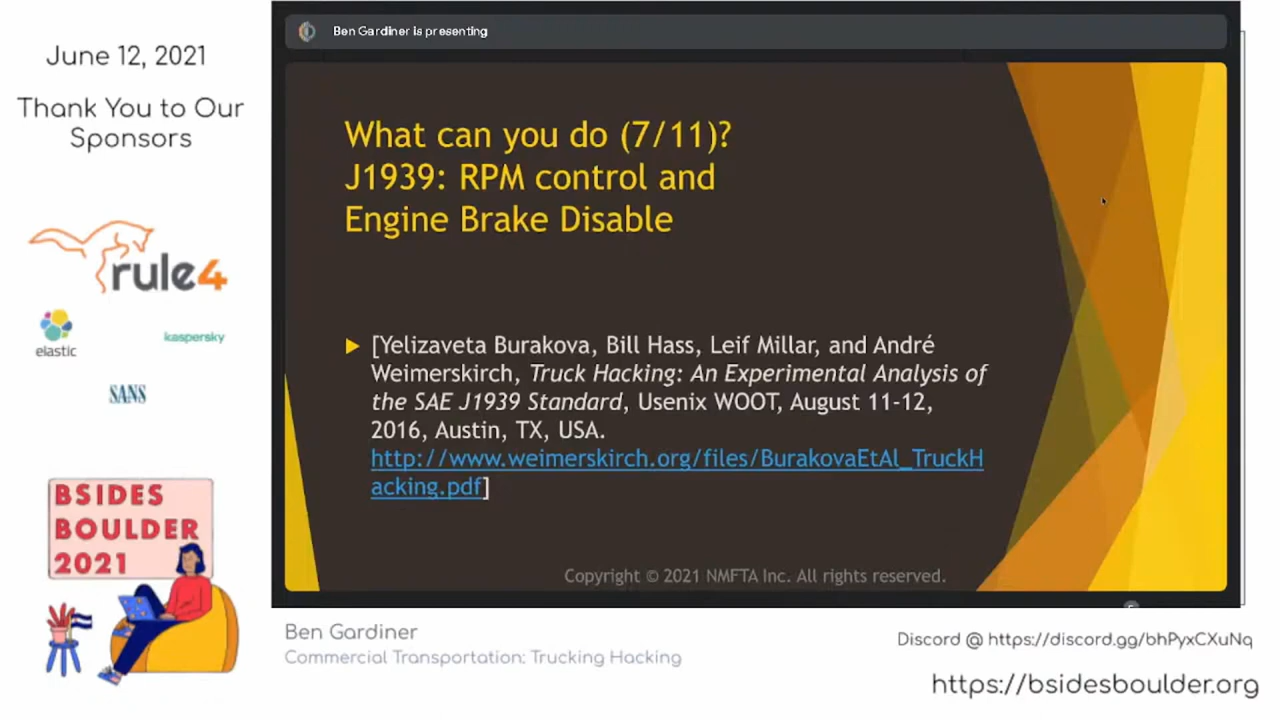 June 12, 2021
Thank You to Our
Sponsors
rule4
elastic
kaspersky
SANS
BSIDES
BOULDER
2021
Ben Gardiner is presenting
What can you do (7/11)?
J1939: RPM control and
Engine Brake Disable
[Yelizaveta Burakova, Bill Hass, Leif Millar, and André
Weimerskirch, Truck Hacking: An Experimental Analysis of
the SAE J1939 Standard, Usenix WOOT, August 11-12,
2016, Austin, TX, USA.
http://www.weimerskirch.org/files/BurakovaEtAl_TruckH
acking.pdf]
Copyright © 2021 NMFTA Inc. All rights reserved.
Ben Gardiner
Commercial Transportation: Trucking Hacking
Discord @ https://discord.gg/bhPyxCXuNq
https://bsidesboulder.org